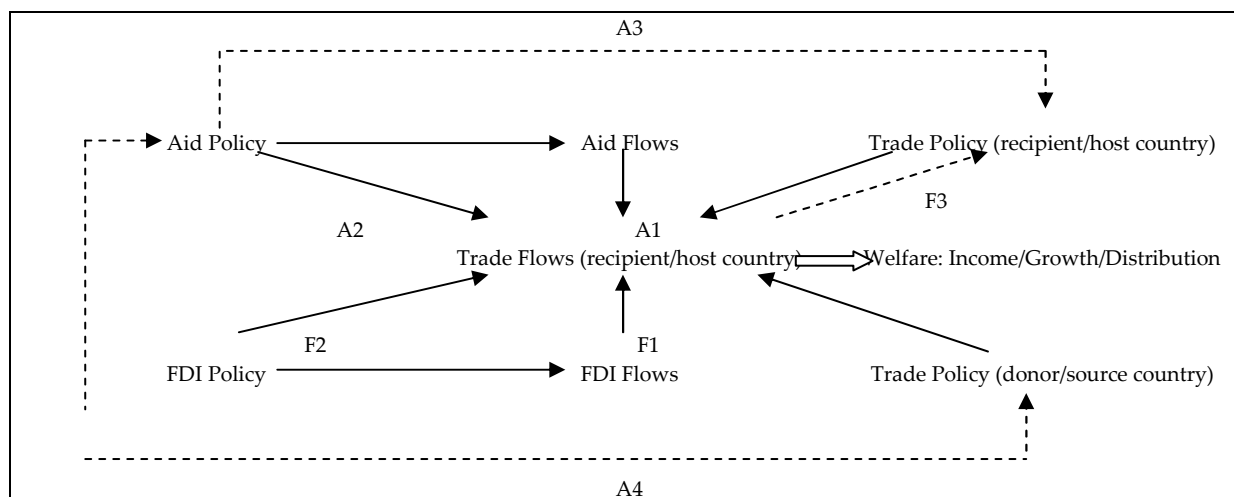 A3
Aid Policy Aid Flows Trade Policy (recipient/host country)
F3
A2 A1
Trade Flows (recipient/host country) Welfare: Income/Growth/Distribution
F2 F1
FDI Policy FDI Flows Trade Policy (donor/source country)
A4